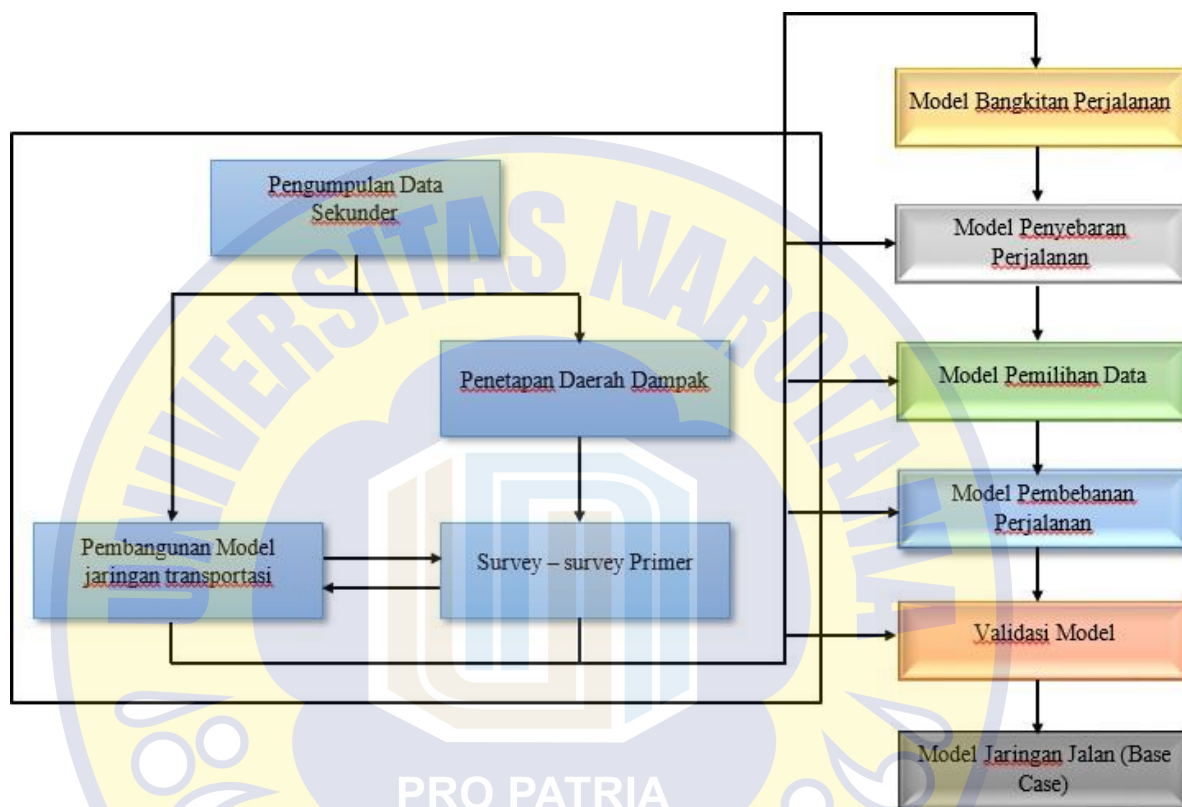 Model Bangkitan Perjalanan
Pengumpulan Data
Sekunder
Model Penyebaran
Perjalanan
Penetapan Daerah Dampak
Model Pemilihan Data
Model Pembebanan
Perjalanan
Pembangunan Model
jaringan transportasi
Survey – survey Primer
Validasi Model
Model Jaringan Jalan (Base
Case)
UNIVERSITAS NAROTAMA
PRO PATRIA